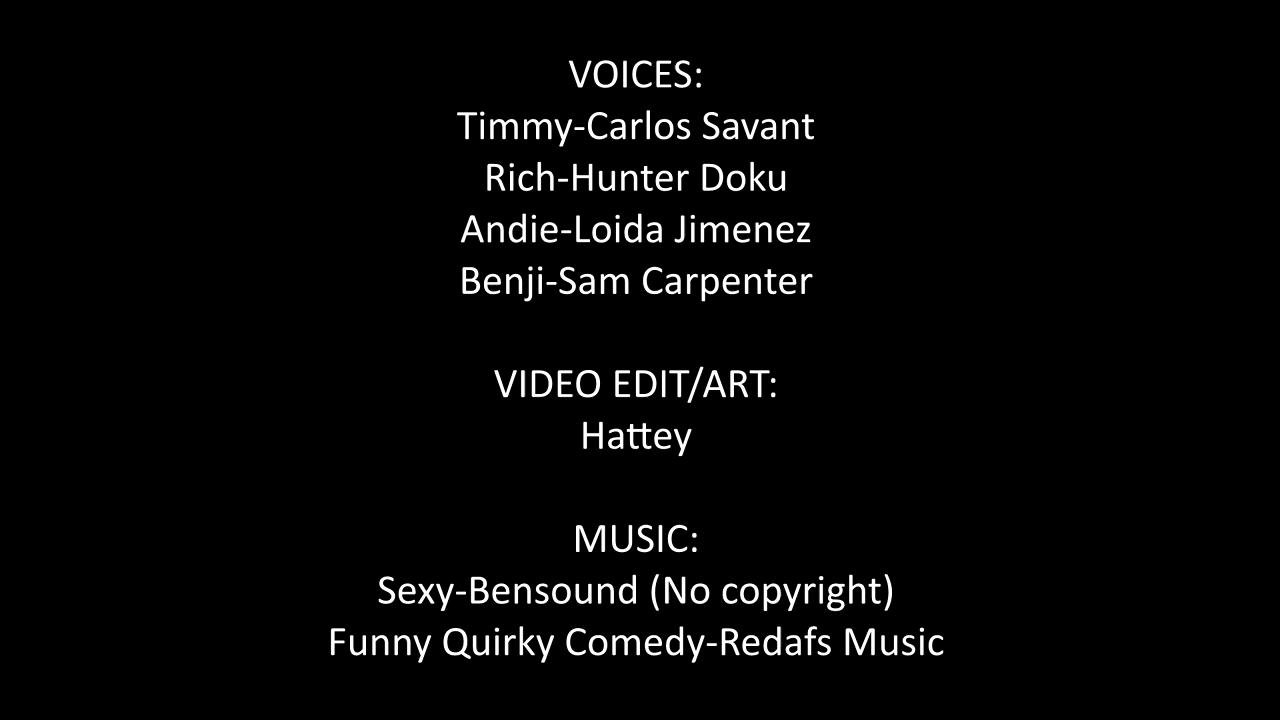 VOICES:
Timmy-Carlos Savant
Rich-Hunter Doku
Andie-Loida Jimenez
Benji-Sam Carpenter
VIDEO EDIT/ART:
Hattey
MUSIC:
Sexy-Bensound (No copyright)
Funny Quirky Comedy-Redafs Music